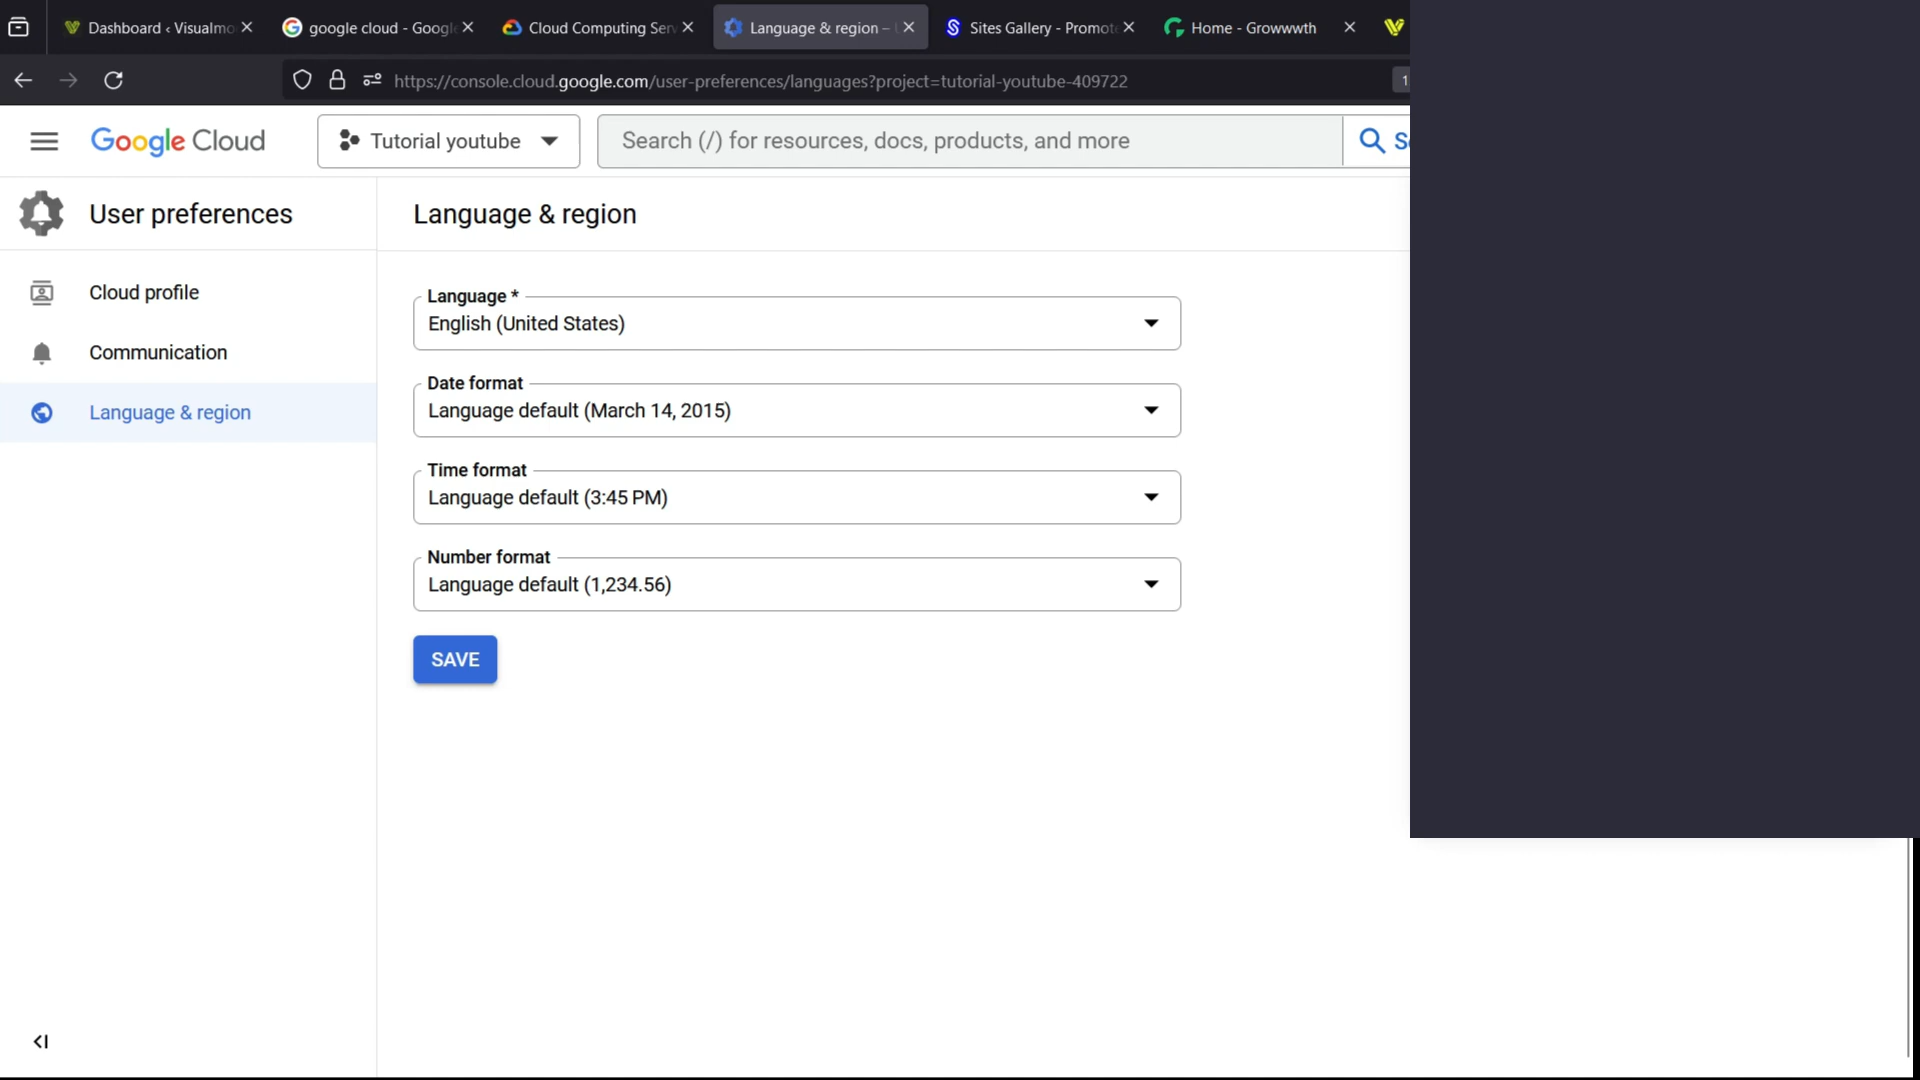 Dashboard ‹ Visualmo
google cloud - Google
Cloud Computing Serv
Language & region –
Sites Gallery - Promote
Home - Growwwth
https://console.cloud.google.com/user-preferences/languages?project=tutorial-youtube-409722
Google Cloud
Tutorial youtube
Search (/) for resources, docs, products, and more
User preferences
Language & region
Cloud profile
Communication
Language & region
Language *
English (United States)
Date format
Language default (March 14, 2015)
Time format
Language default (3:45 PM)
Number format
Language default (1,234.56)
SAVE